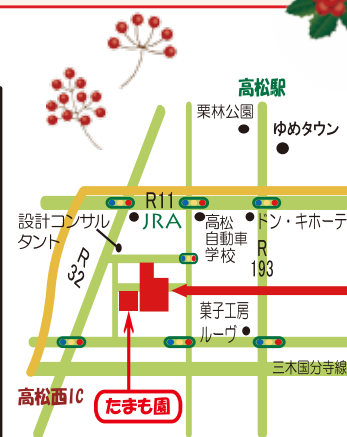 高松駅
栗林公園
ゆめタウン
R11
設計コンサル
タント
JRA
高松
自動車
学校
ドン・キホーテ
R
32
R
193
菓子工房
ルーヴ
三木国分寺線
高松西IC
たまも園